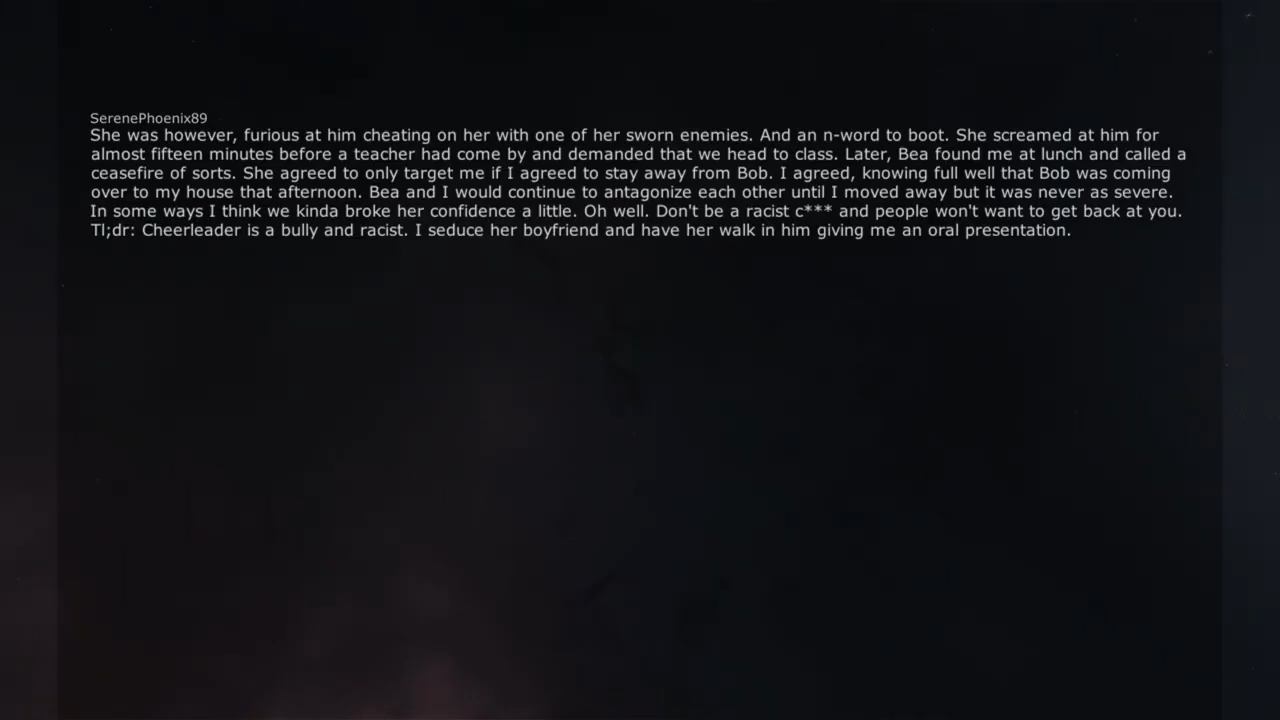 SerenePhoenix89
She was however, furious at him cheating on her with one of her sworn enemies. And an n-word to boot. She screamed at him for
almost fifteen minutes before a teacher had come by and demanded that we head to class. Later, Bea found me at lunch and called a
ceasefire of sorts. She agreed to only target me if I agreed to stay away from Bob. I agreed, knowing full well that Bob was coming
over to my house that afternoon. Bea and I would continue to antagonize each other until I moved away but it was never as severe.
In some ways I think we kinda broke her confidence a little. Oh well. Don't be a racist c*** and people won't want to get back at you.
Tl;dr: Cheerleader is a bully and racist. I seduce her boyfriend and have her walk in him giving me an oral presentation.